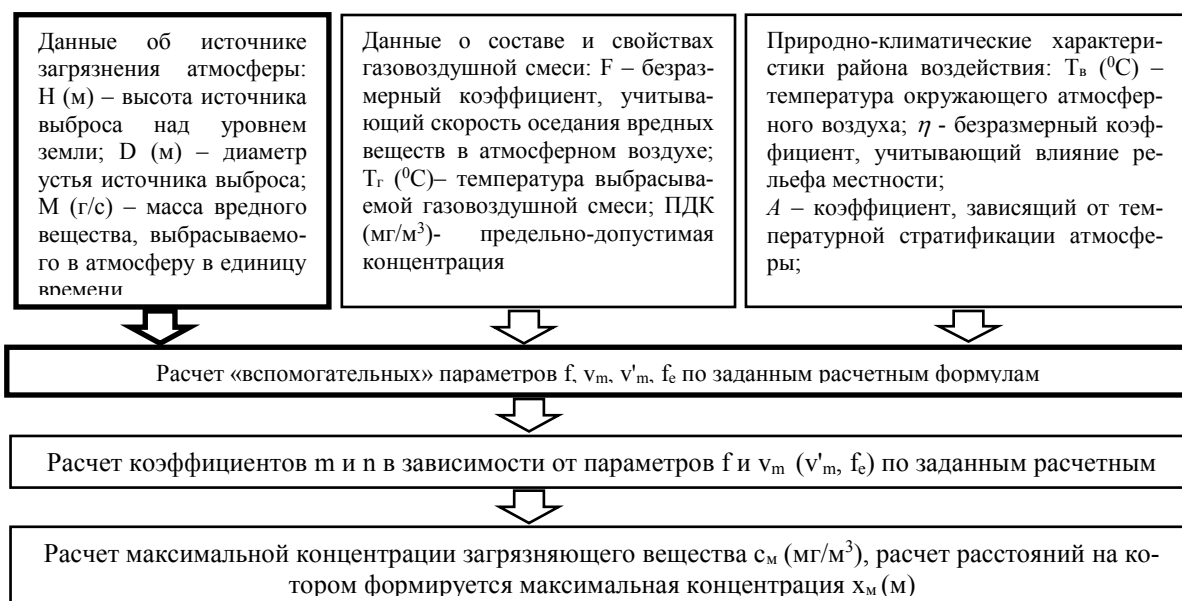 Данные об источнике
загрязнения атмосферы:
H (м) – высота источника
выброса над уровнем
земли; D (м) – диаметр
устья источника выброса;
М (г/с) – масса вредного
вещества, выбрасываемо-
го в атмосферу в единицу
времени
Данные о составе и свойствах
газовоздушной смеси: F – безраз-
мерный коэффициент, учитыва-
ющий скорость оседания вредных
веществ в атмосферном воздухе;
Tг (⁰С)– температура выбрасыва-
емой газовоздушной смеси; ПДК
(мг/м³)- предельно-допустимая
концентрация
Природно-климатические характери-
стики района воздействия: Тв (⁰С) –
температура окружающего атмосфер-
ного воздуха; η - безразмерный коэф-
фициент, учитывающий влияние ре-
льефа местности;
A – коэффициент, зависящий от тем-
пературной стратификации атмосфе-
ры;
Расчет «вспомогательных» параметров f, vm, v'm, fe по заданным расчетным формулам
Расчет коэффициентов m и n в зависимости от параметров f и vm (v'm, fe) по заданным расчетным
Расчет максимальной концентрации загрязняющего вещества см (мг/м³), расчет расстояний на ко-
тором формируется максимальная концентрация хм (м)